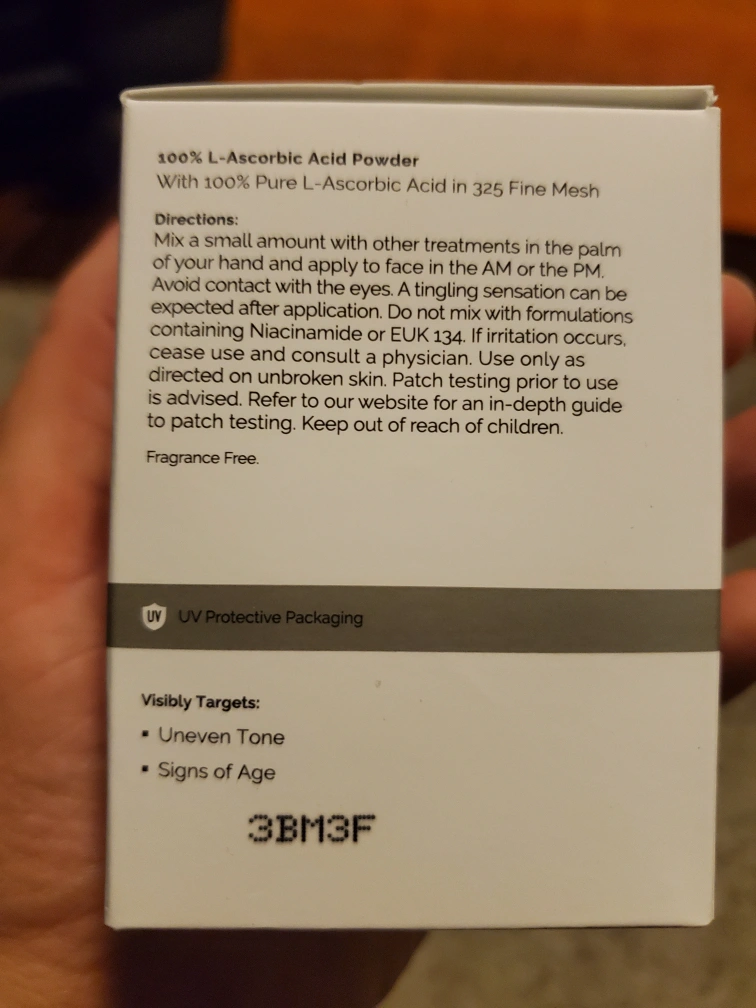 100% L-Ascorbic Acid Powder
With 100% Pure L-Ascorbic Acid in 325 Fine Mesh
Directions:
Mix a small amount with other treatments in the palm
of your hand and apply to face in the AM or the PM.
Avoid contact with the eyes. A tingling sensation can be
expected after application. Do not mix with formulations
containing Niacinamide or EUK 134. If irritation occurs,
cease use and consult a physician. Use only as
directed on unbroken skin. Patch testing prior to use
is advised. Refer to our website for an in-depth guide
to patch testing. Keep out of reach of children.
Fragrance Free.
UV UV Protective Packaging
Visibly Targets:
▪ Uneven Tone
▪ Signs of Age
3BM3F